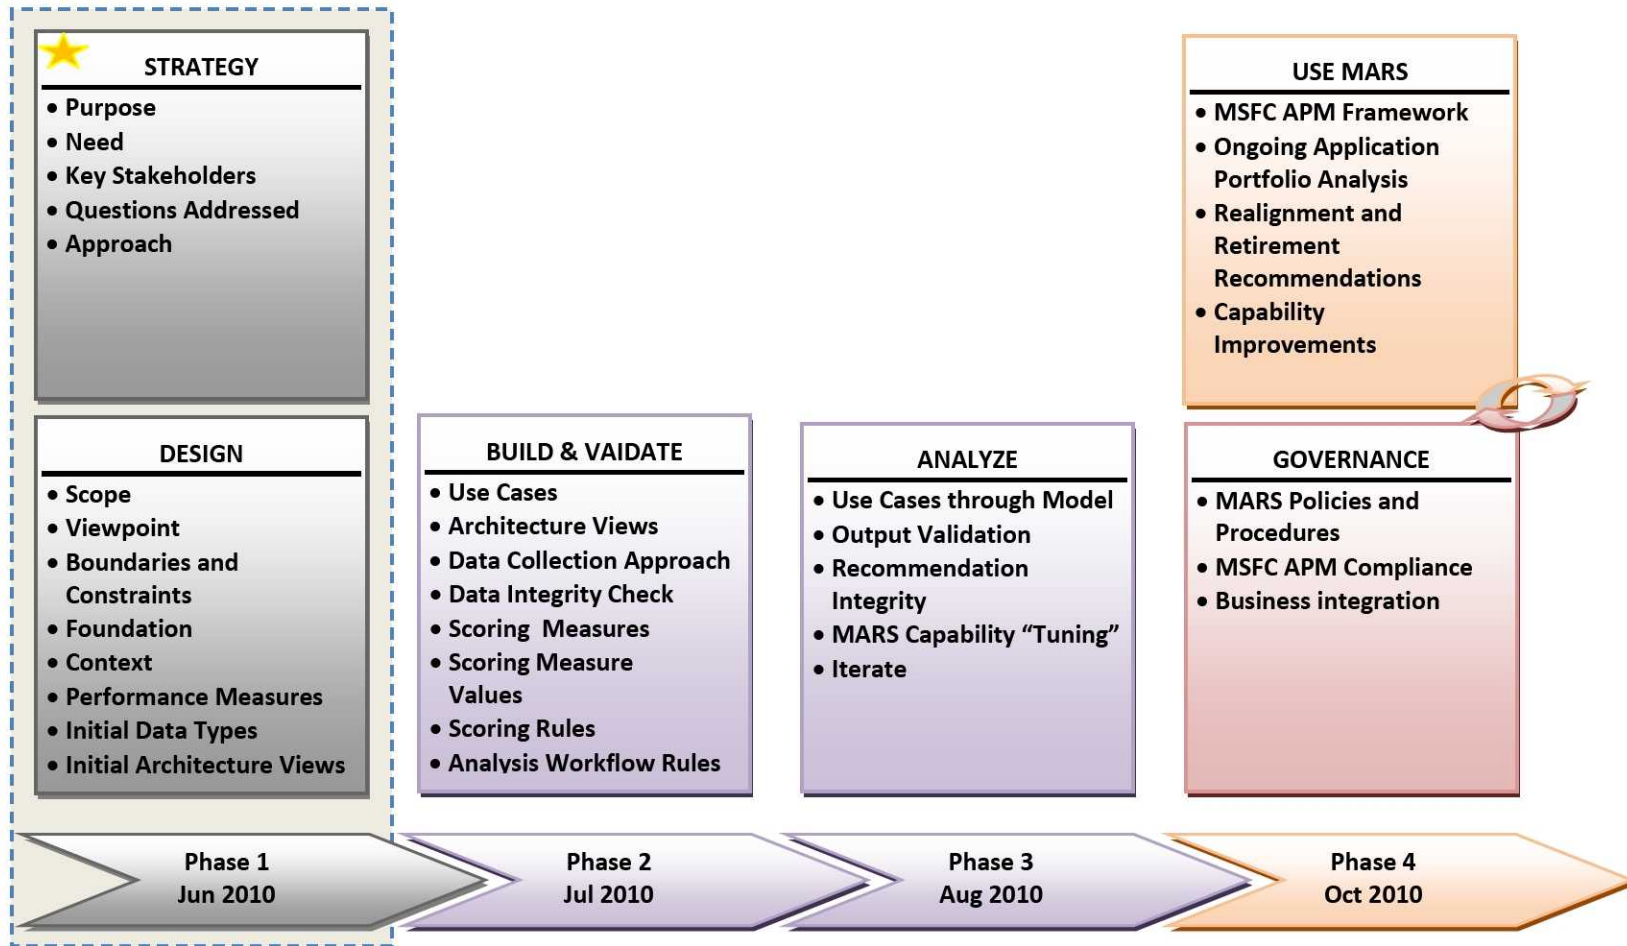 STRATEGY
• Purpose
• Need
• Key Stakeholders
• Questions Addressed
• Approach
DESIGN
• Scope
• Viewpoint
• Boundaries and
Constraints
• Foundation
• Context
• Performance Measures
• Initial Data Types
• Initial Architecture Views
BUILD & VAIDATE
• Use Cases
• Architecture Views
• Data Collection Approach
• Data Integrity Check
• Scoring Measures
• Scoring Measure
Values
• Scoring Rules
• Analysis Workflow Rules
ANALYZE
• Use Cases through Model
• Output Validation
• Recommendation
Integrity
• MARS Capability “Tuning”
• Iterate
USE MARS
• MSFC APM Framework
• Ongoing Application
Portfolio Analysis
• Realignment and
Retirement
Recommendations
• Capability
Improvements
GOVERNANCE
• MARS Policies and
Procedures
• MSFC APM Compliance
• Business integration
Phase 1
Jun 2010
Phase 2
Jul 2010
Phase 3
Aug 2010
Phase 4
Oct 2010